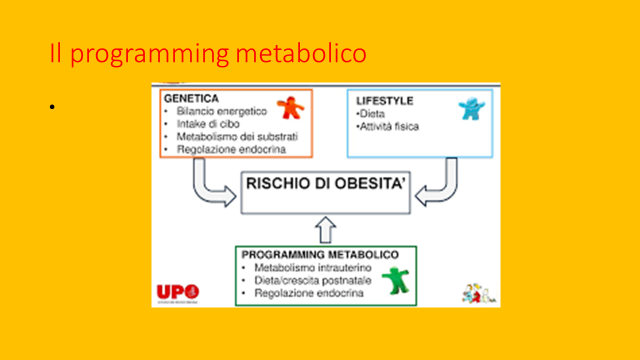 Il programming metabolico
•
GENETICA
• Bilancio energetico
• Intake di cibo
• Metabolismo dei substrati
• Regolazione endocrina
LIFESTYLE
•Dieta
•Attività fisica
RISCHIO DI OBESITA'
PROGRAMMING METABOLICO
• Metabolismo intrauterino
• Dieta/crescita postnatale
• Regolazione endocrina
UPO